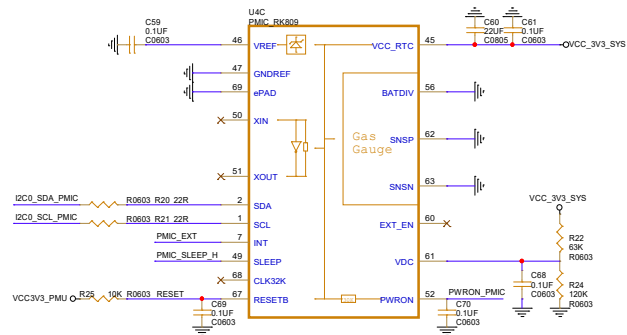 U4C
PMIC_RK809
C59
0.1UF
C0603
46 VREF
47 GNDREF
69 ePAD
50 XIN
51 XOUT
I2C0_SDA_PMIC R0603 R20 22R 2 SDA
I2C0_SCL_PMIC R0603 R21 22R 1 SCL
PMIC_EXT 7 INT
PMIC_SLEEP_H 49 SLEEP
68 CLK32K
VCC3V3_PMU R25 10K R0603 RESET 67 RESETB
C69
0.1UF
C0603
Gas
Gauge
VCC_RTC 45
C60
22UF
C0805
C61
0.1UF
C0603
VCC_3V3_SYS
BATDIV 56
SNSP 62
SNSN 63
EXT_EN 60
VDC 61
PWRON 52 PWRON_PMIC
C70
0.1UF
C0603
C68
0.1UF
C0603
VCC_3V3_SYS
R22
63K
R0603
R24
120K
R0603